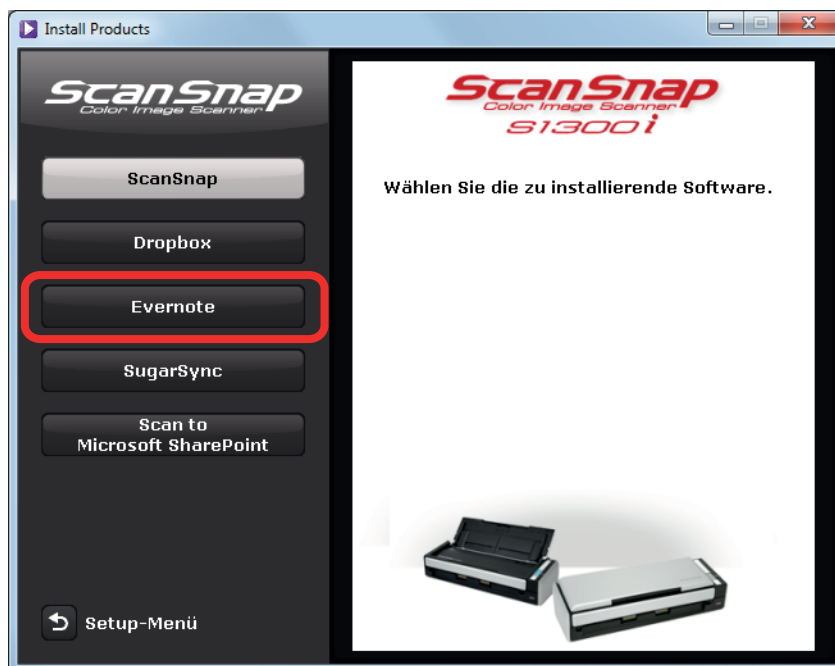 Install Products
ScanSnap
Color Image Scanner
ScanSnap
Dropbox
Evernote
SugarSync
Scan to
Microsoft SharePoint
Setup-Menü
ScanSnap
Color Image Scanner
S1300i
Wählen Sie die zu installierende Software.